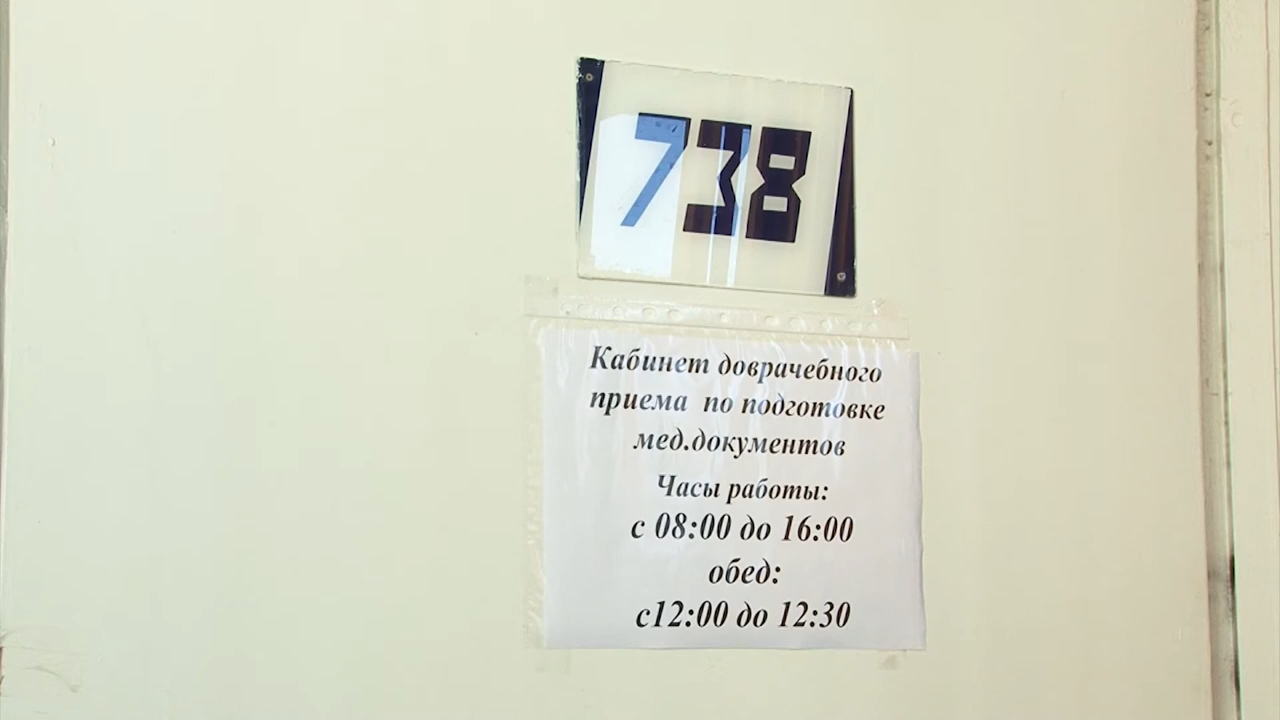 738
Кабинет доврачебного
приема по подготовке
мед.документов
Часы работы:
с 08:00 до 16:00
обед:
с12:00 до 12:30